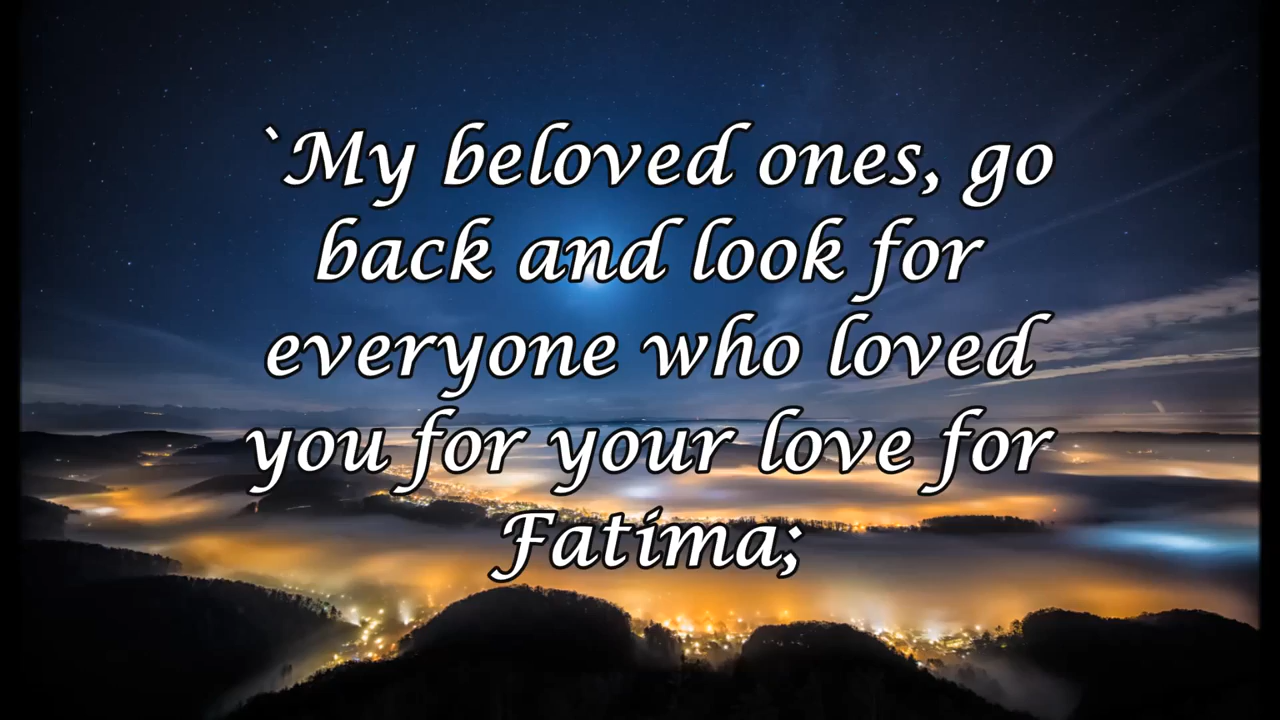 `My beloved ones, go
back and look for
everyone who loved
you for your love for
Fatima;